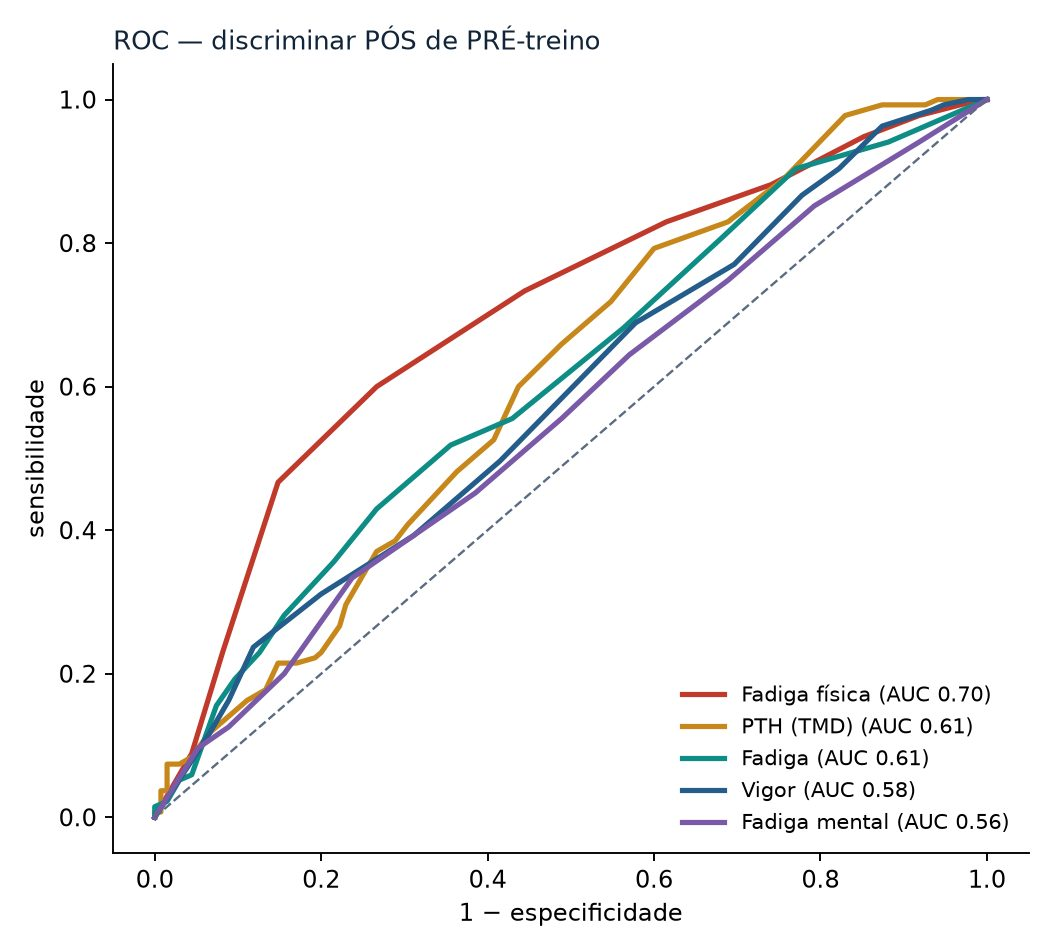 ROC — discriminar PÓS de PRÉ-treino
1.0
0.8
0.6
0.4
0.2
0.0
sensibilidade
Fadiga física (AUC 0.70)
PTH (TMD) (AUC 0.61)
Fadiga (AUC 0.61)
Vigor (AUC 0.58)
Fadiga mental (AUC 0.56)
0.0 0.2 0.4 0.6 0.8 1.0
1 − especificidade